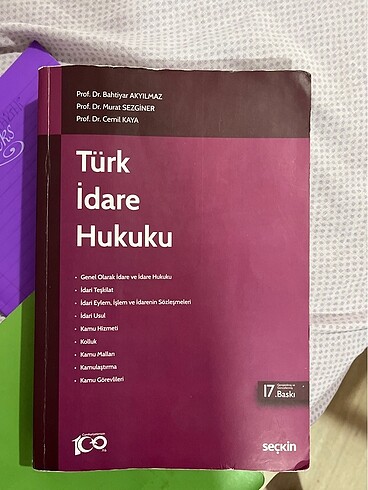 Prof. Dr. Bahtiyar AKYILMAZ
Prof. Dr. Murat SEZGİNER
Prof. Dr. Cemil KAYA
Türk
İdare
Hukuku
• Genel Olarak İdare ve İdare Hukuku
• İdari Teşkilat
• İdari Eylem, İşlem ve İdarenin Sözleşmeleri
• İdari Usul
• Kamu Hizmeti
• Kolluk
• Kamu Malları
• Kamulaştırma
• Kamu Görevlileri
17.Baskı
100
seçkin